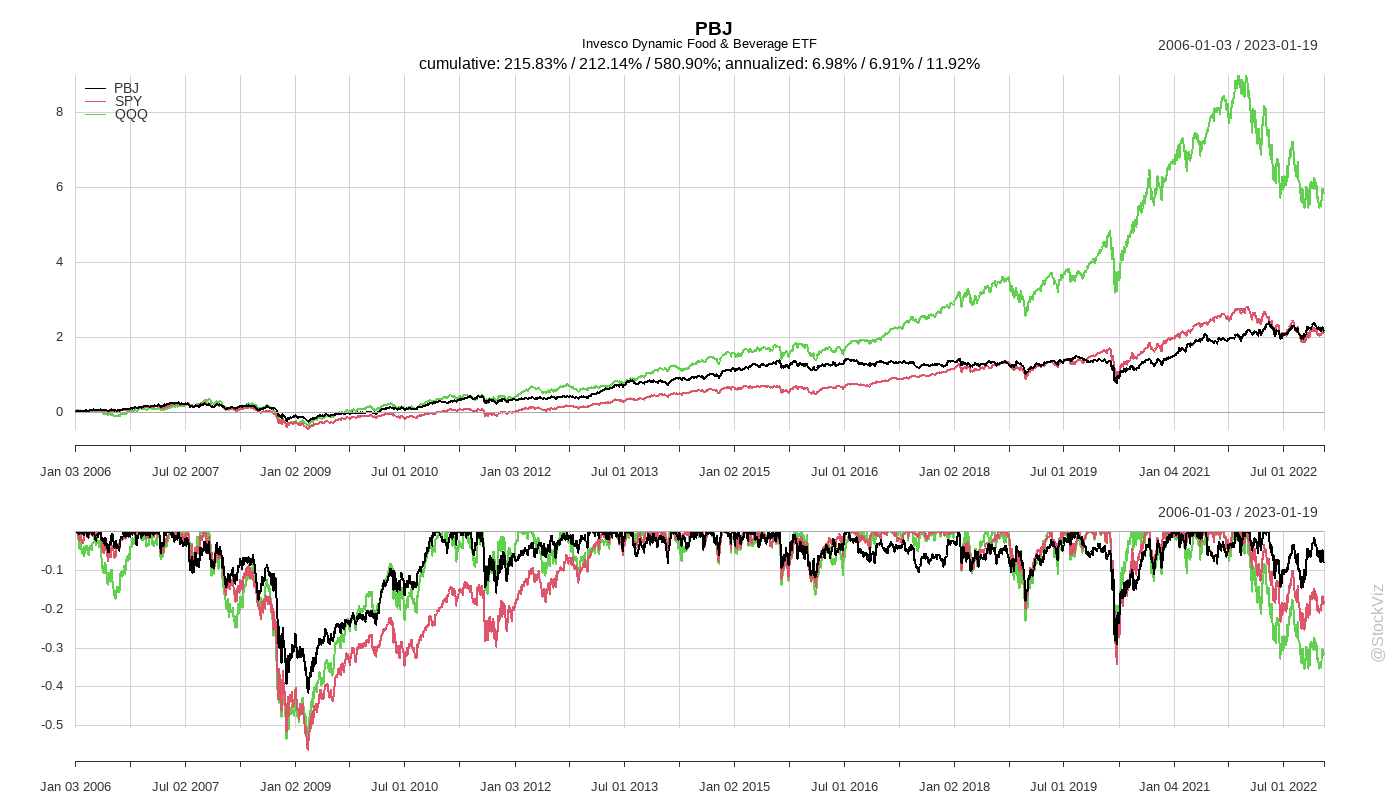 PBJ
Invesco Dynamic Food & Beverage ETF
2006-01-03 / 2023-01-19
cumulative: 215.83% / 212.14% / 580.90%; annualized: 6.98% / 6.91% / 11.92%
PBJ
SPY
QQQ
8
6
4
2
0
Jan 03 2006 Jul 02 2007 Jan 02 2009 Jul 01 2010 Jan 03 2012 Jul 01 2013 Jan 02 2015 Jul 01 2016 Jan 02 2018 Jul 01 2019 Jan 04 2021 Jul 01 2022
2006-01-03 / 2023-01-19
-0.1
-0.2
-0.3
-0.4
-0.5
Jan 03 2006 Jul 02 2007 Jan 02 2009 Jul 01 2010 Jan 03 2012 Jul 01 2013 Jan 02 2015 Jul 01 2016 Jan 02 2018 Jul 01 2019 Jan 04 2021 Jul 01 2022
@StockViz